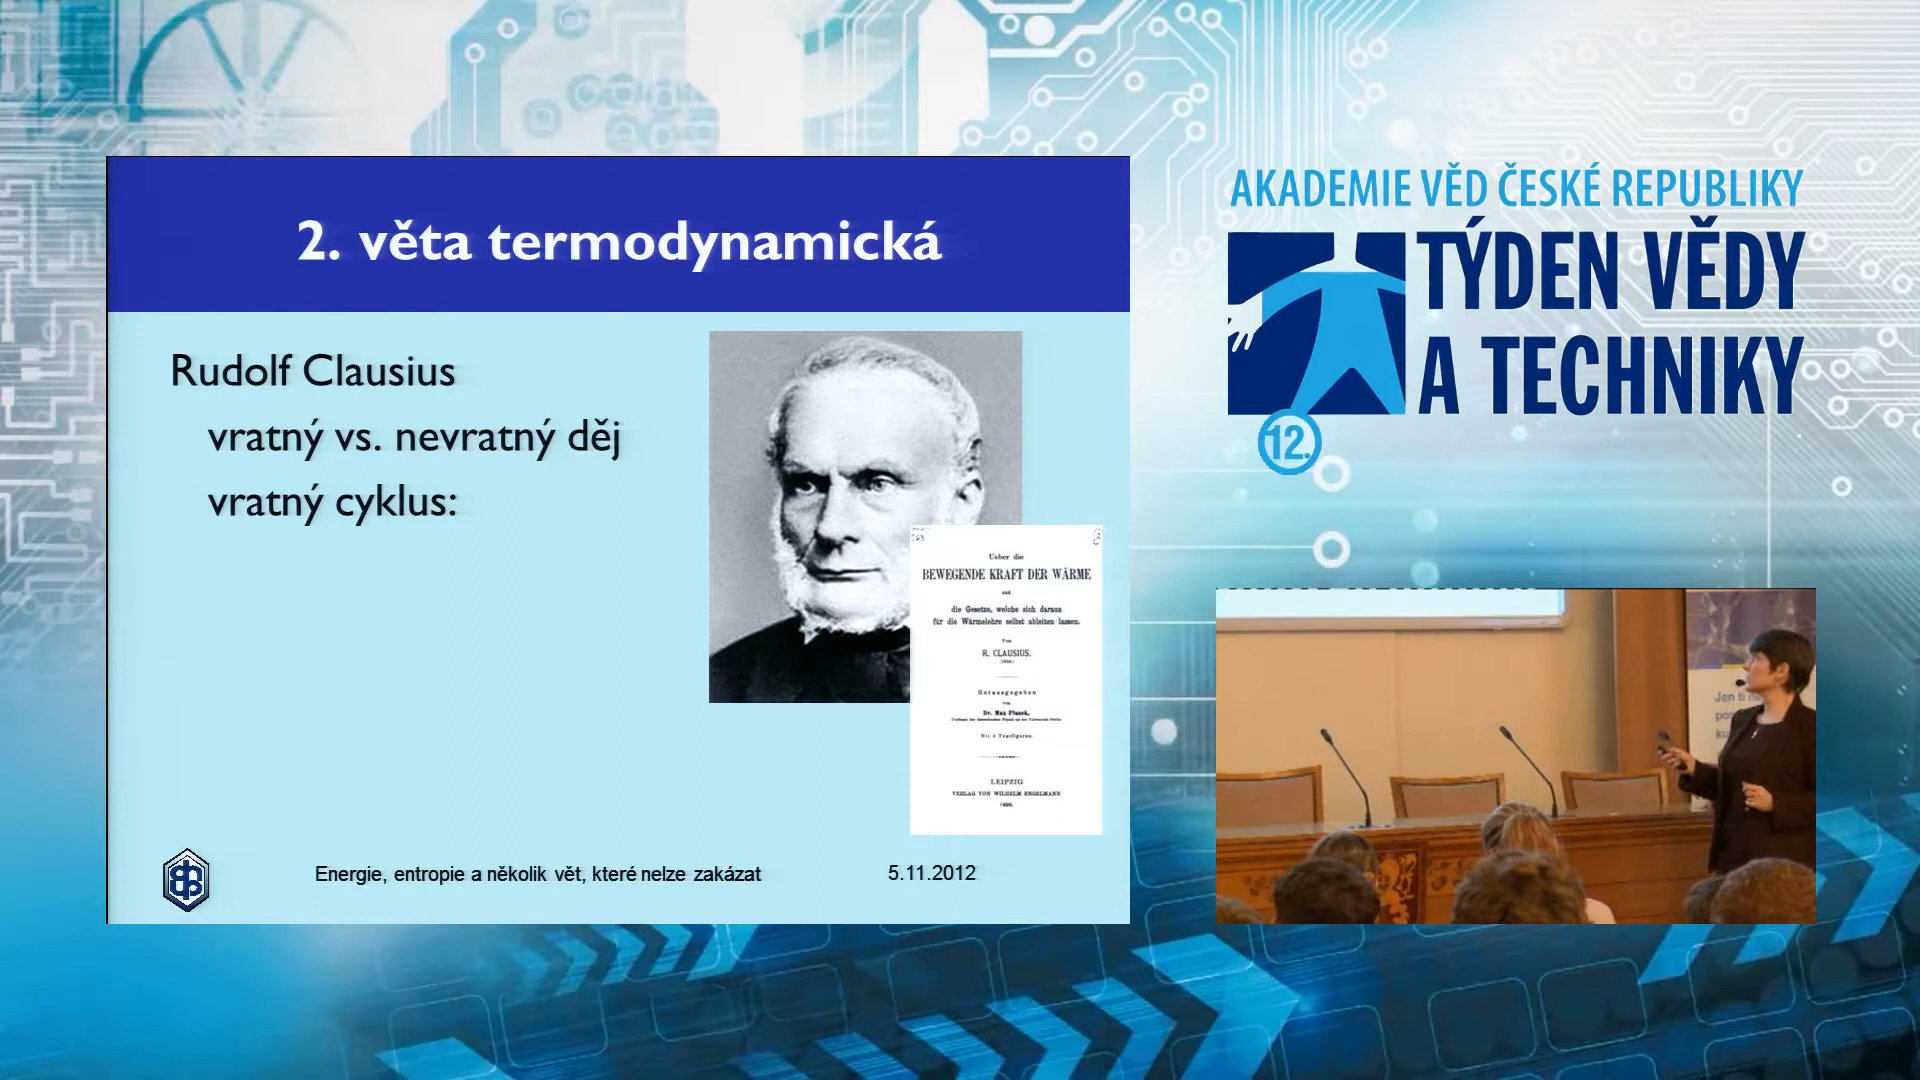 2. věta termodynamická
Rudolf Clausius
vratný vs. nevratný děj
vratný cyklus:
Ueber die
BEWEGENDE KRAFT DER WÄRME
und
die Gesetze, welche sich daraus
für die Wärmelehre selbst ableiten lassen.
Von
R. CLAUSIUS.
Herausgegeben
von
Dr. Max Planck,
LEIPZIG
VERLAG VON WILHELM ENGELMANN
Energie, entropie a několik vět, které nelze zakázat
5.11.2012
AKADEMIE VĚD ČESKÉ REPUBLIKY
TÝDEN VĚDY
A TECHNIKY
12.
Jen ti